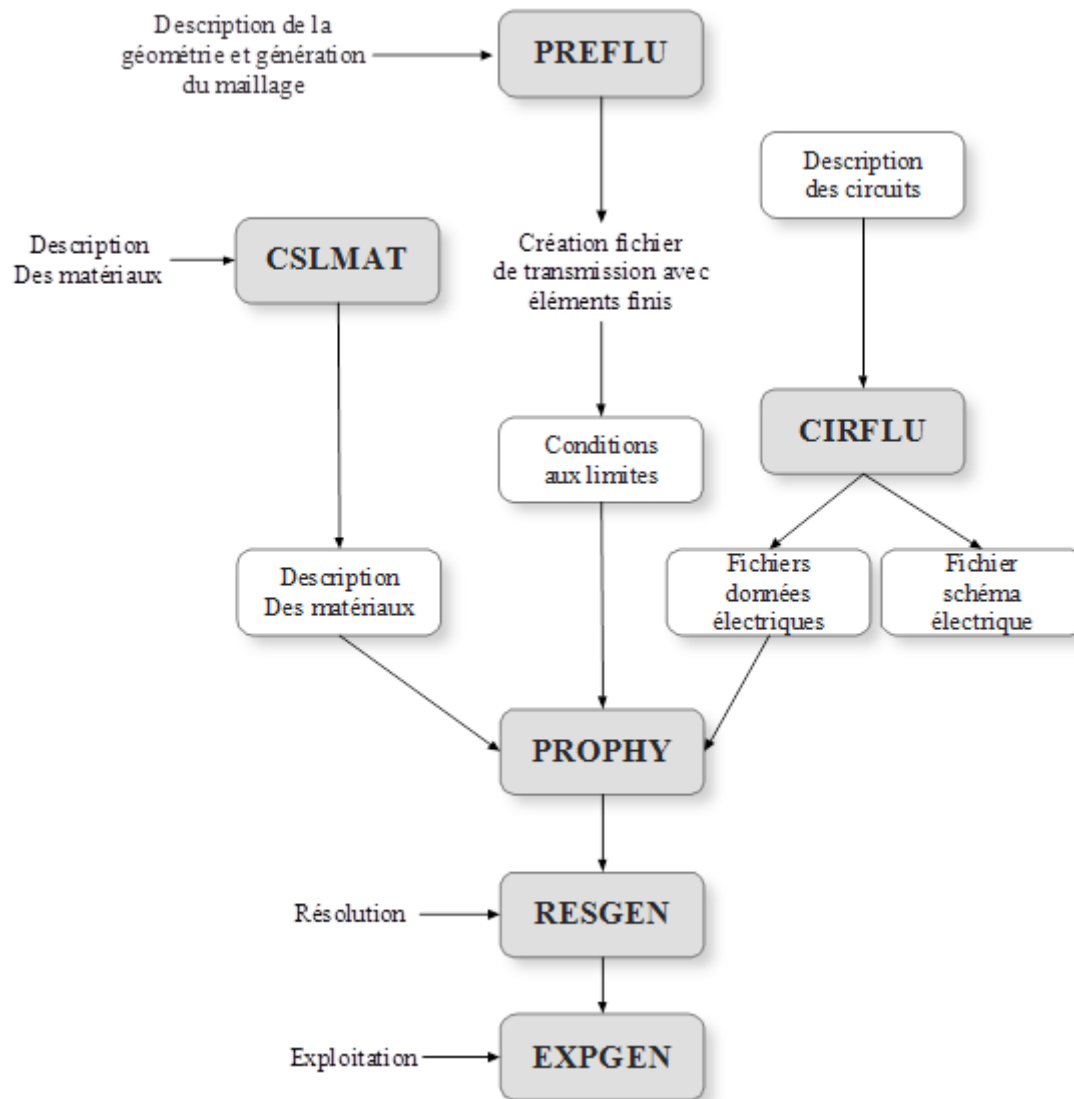 Description de la
géométrie et génération
du maillage
PREFLU
Description
des circuits
Description
Des matériaux
CSLMAT
Création fichier
de transmission avec
éléments finis
CIRFLU
Conditions
aux limites
Description
Des matériaux
Fichiers
données
électriques
Fichier
schéma
électrique
PROPHY
Résolution
RESGEN
Exploitation
EXPGEN